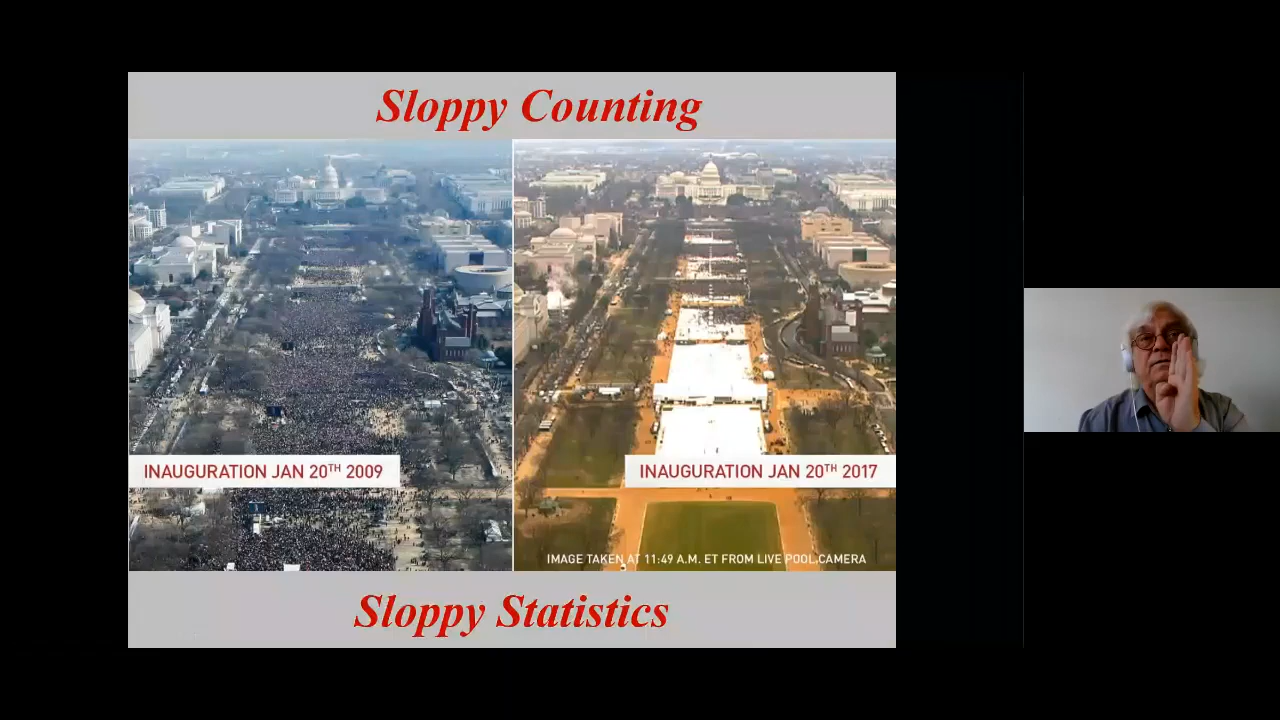 Sloppy Counting
INAUGURATION JAN 20TH 2009
INAUGURATION JAN 20TH 2017
IMAGE TAKEN AT 11:49 A.M. ET FROM LIVE POOL CAMERA
Sloppy Statistics